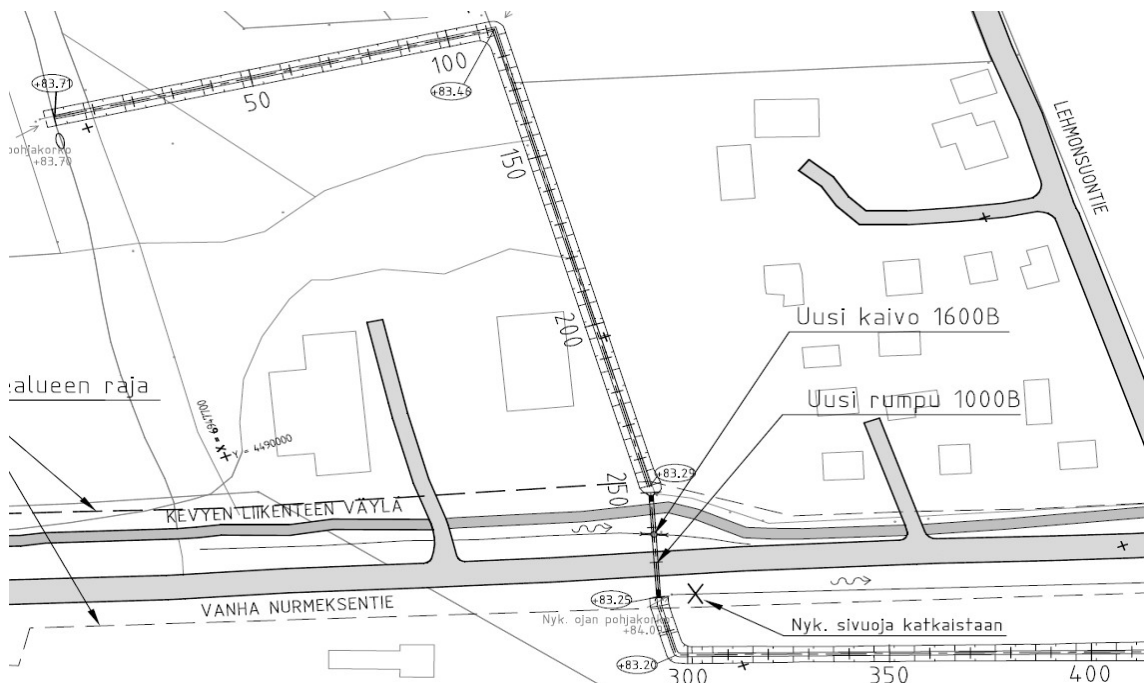 +83.71
50
100
+83.46
pohjakorko
+83.70
150
LEHMONSUONTIE
200
Uusi kaivo 1600B
ealueen raja
Uusi rumpu 1000B
X = 6947700
Y = 4490000
+83.29
250
KEVYEN LIIKENTEEN VÄYLÄ
VANHA NURMEKSENTIE
+83.25
Nyk. ojan pohjakorko
+84.09
Nyk. sivuoja katkaistaan
+83.20
300
350
400